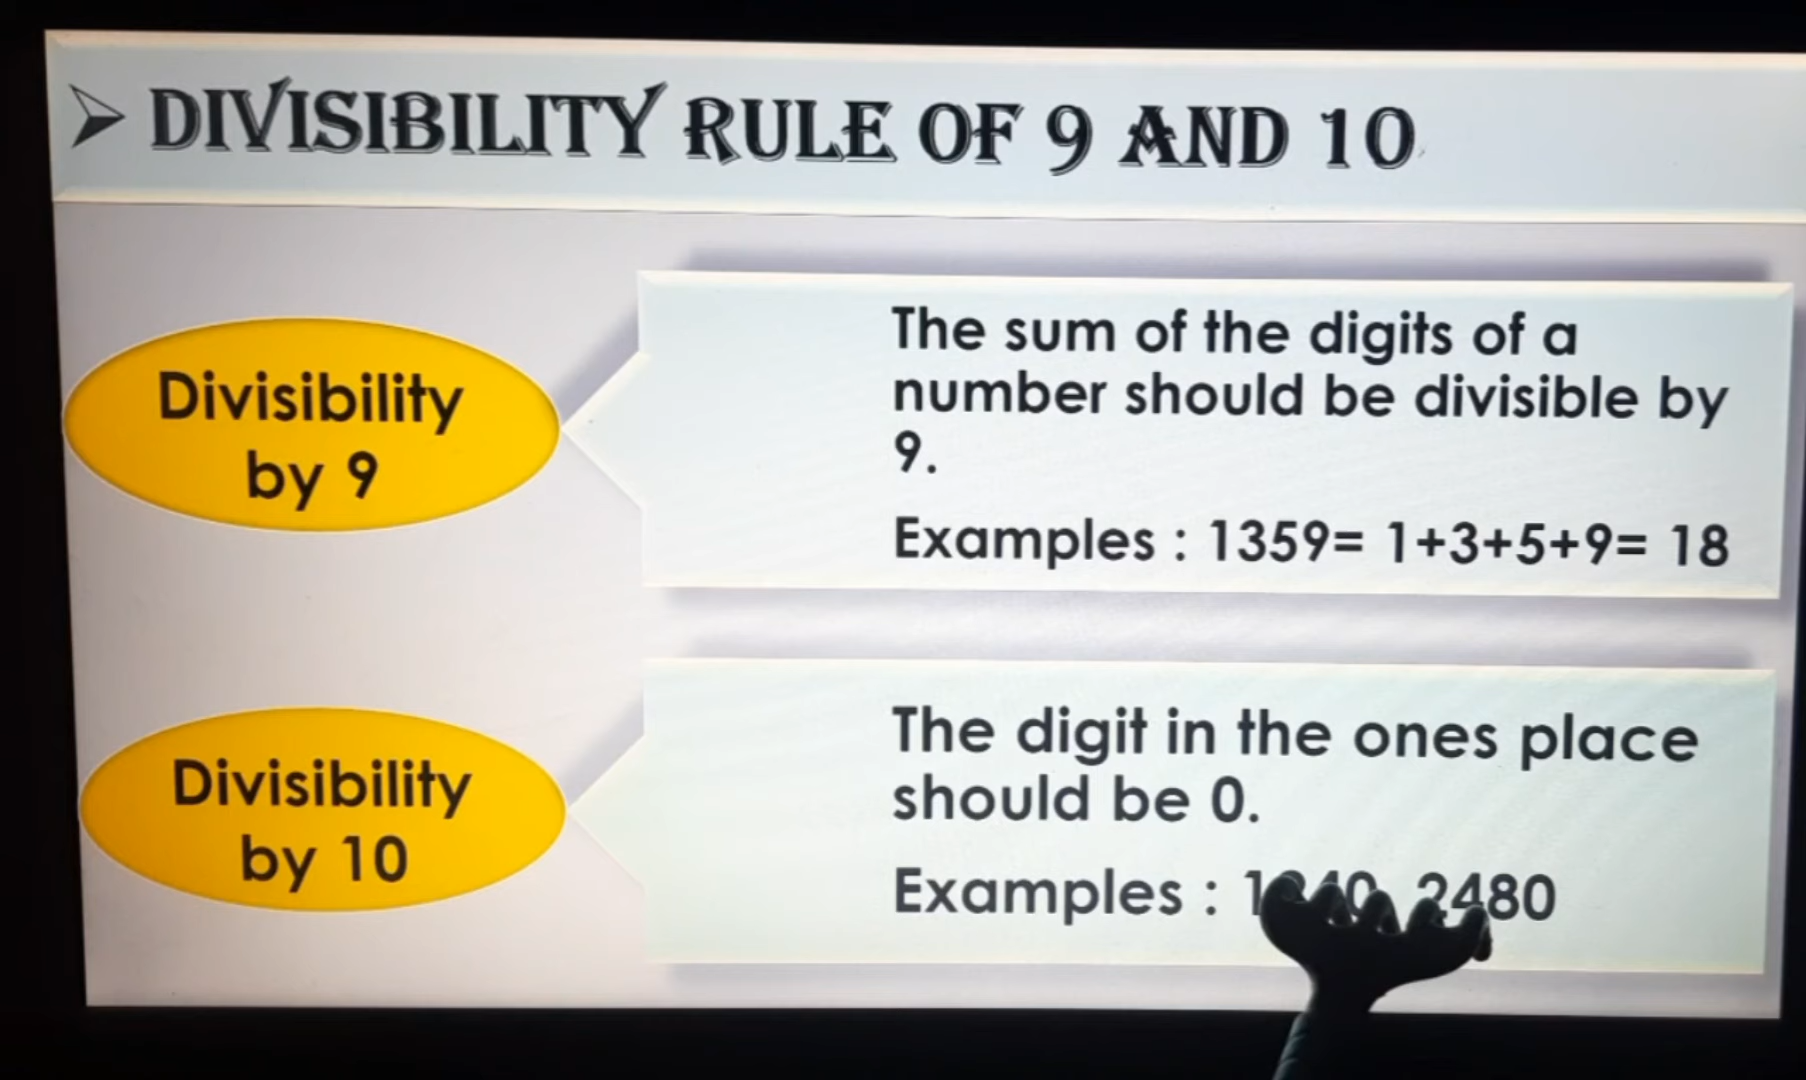 DIVISIBILITY RULE OF 9 AND 10
Divisibility
by 9
The sum of the digits of a
number should be divisible by
9.
Examples : 1359= 1+3+5+9= 18
Divisibility
by 10
The digit in the ones place
should be 0.
Examples : 2480